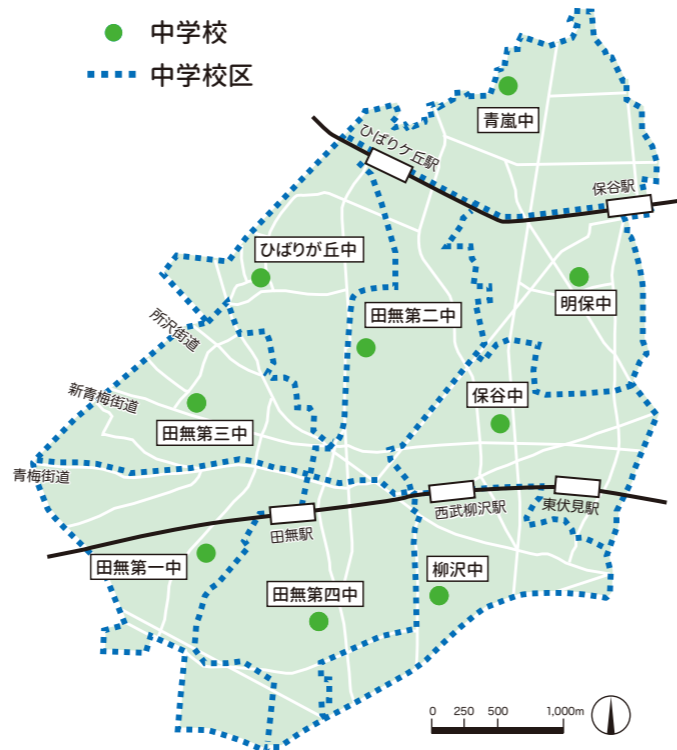 中学校
中学校区
青嵐中
ひばりケ丘駅
保谷駅
ひばりが丘中
明保中
所沢街道
田無第二中
新青梅街道
保谷中
田無第三中
青梅街道
西武柳沢駅
東伏見駅
田無駅
田無第一中
柳沢中
田無第四中
0 250 500 1,000m